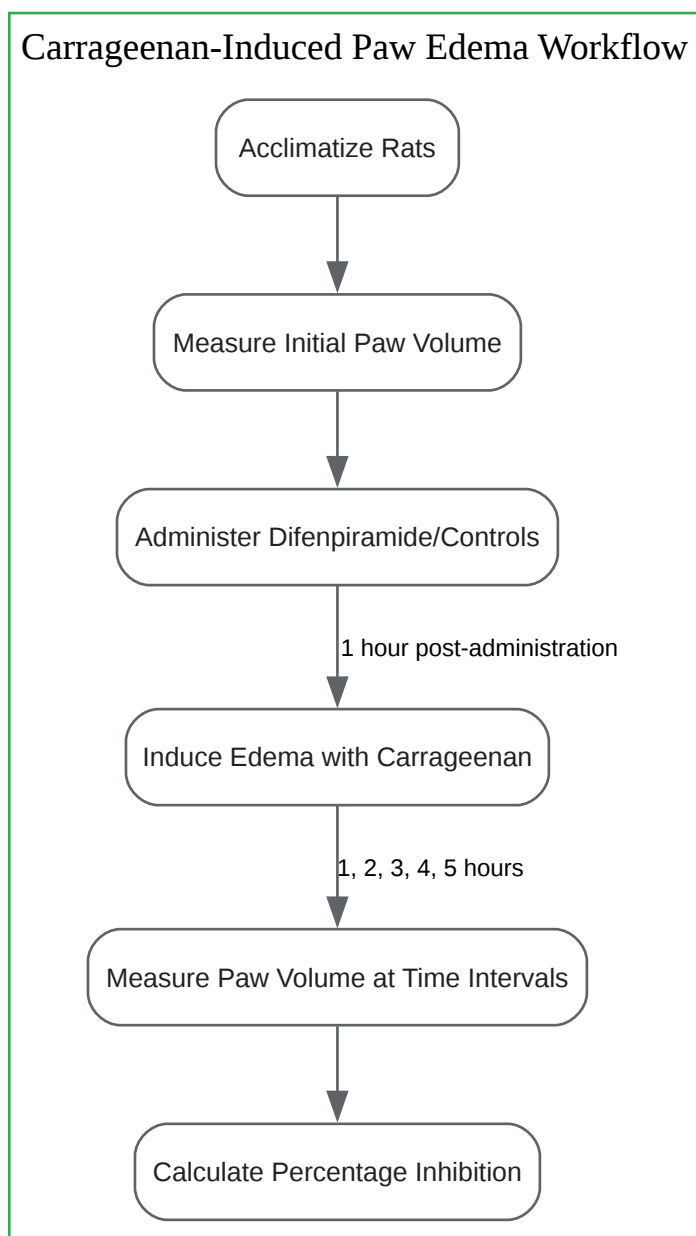 Carrageenan-Induced Paw Edema Workflow
Acclimatize Rats
Measure Initial Paw Volume
Administer Difenpiramide/Controls
1 hour post-administration
Induce Edema with Carrageenan
1, 2, 3, 4, 5 hours
Measure Paw Volume at Time Intervals
Calculate Percentage Inhibition